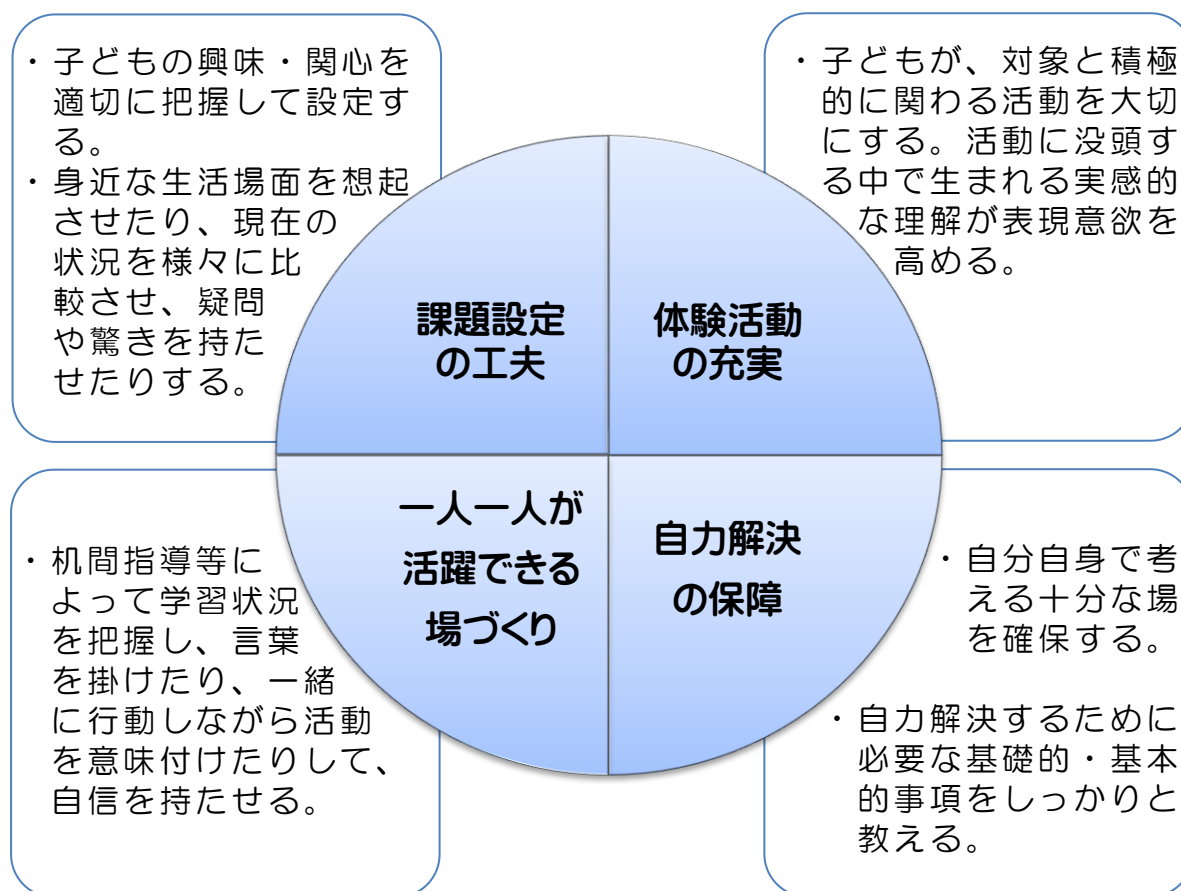 ・子どもの興味・関心を
適切に把握して設定す
る。
・身近な生活場面を想起
させたり、現在の
状況を様々に比
較させ、疑問
や驚きを持た
せたりする。
・子どもが、対象と積極
的に関わる活動を大切
にする。活動に没頭す
る中で生まれる実感的
な理解が表現意欲を
高める。
課題設定
の工夫
体験活動
の充実
一人一人が
活躍できる
場づくり
自力解決
の保障
・机間指導等に
よって学習状況
を把握し、言葉
を掛けたり、一緒
に行動しながら活動
を意味付けたりして、
自信を持たせる。
・自分自身で考
える十分な場
を確保する。
・自力解決するために
必要な基礎的・基本
的事項をしっかりと
教える。